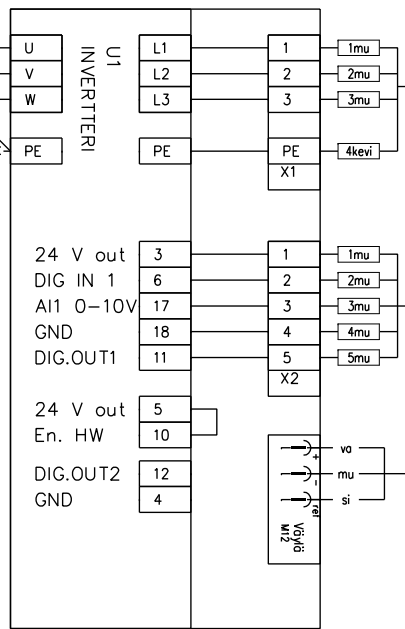 U L1 1 1mu
V L2 2 2mu
W L3 3 3mu
U1
INVERTTERI
PE PE PE 4kevi
X1
24 V out 3 1 1mu
DIG IN 1 6 2 2mu
AI1 0-10V 17 3 3mu
GND 18 4 4mu
DIG.OUT1 11 5 5mu
X2
24 V out 5
En. HW 10
+ va
DIG.OUT2 12 - mu
GND 4 ref si
Väylä
M12